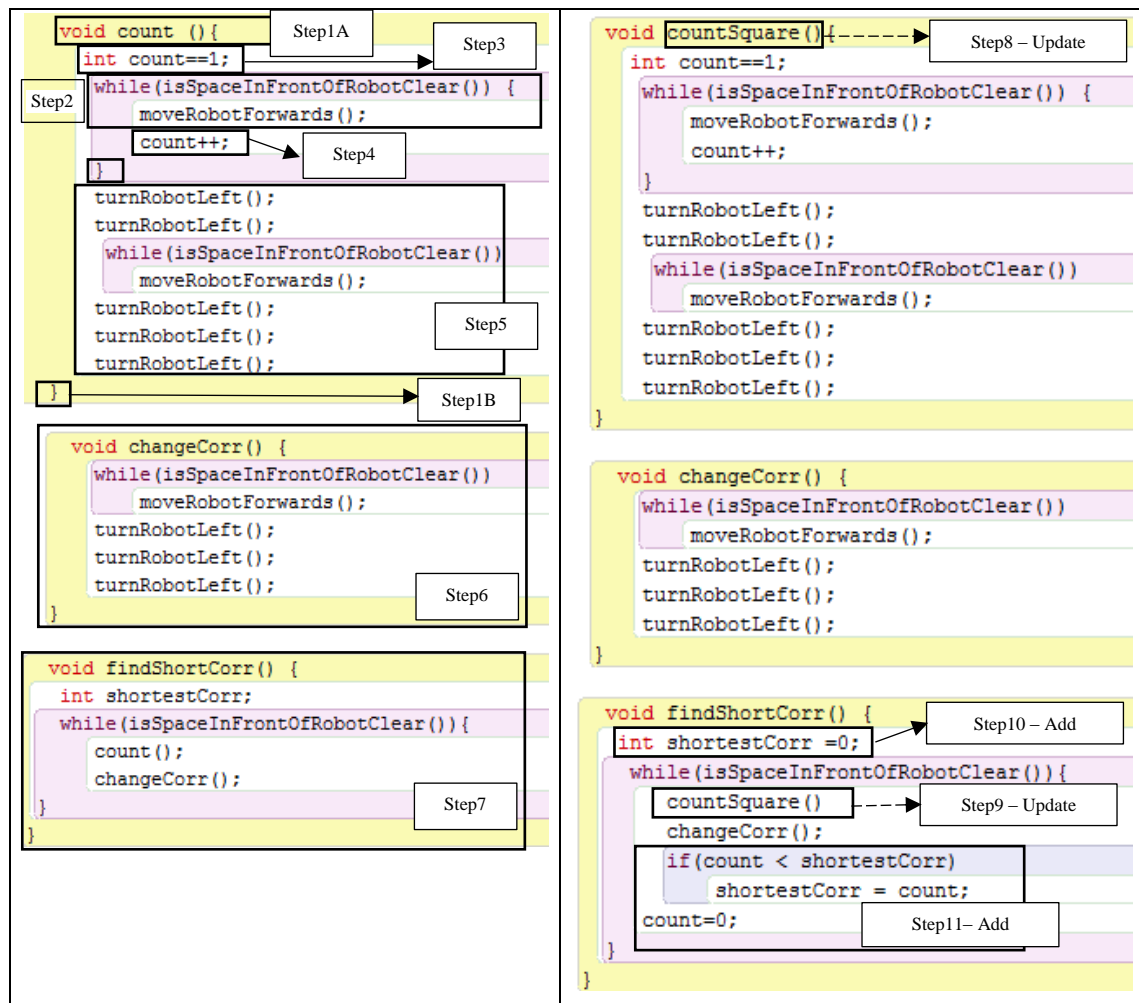 void count (){
Step1A
int count==1;
Step3
Step2
while(isSpaceInFrontOfRobotClear()) {
moveRobotForwards();
count++;
Step4
}
turnRobotLeft();
turnRobotLeft();
while(isSpaceInFrontOfRobotClear())
moveRobotForwards();
turnRobotLeft();
turnRobotLeft();
turnRobotLeft();
Step5
}
Step1B
void changeCorr() {
while(isSpaceInFrontOfRobotClear())
moveRobotForwards();
turnRobotLeft();
turnRobotLeft();
turnRobotLeft();
}
Step6
void findShortCorr() {
int shortestCorr;
while(isSpaceInFrontOfRobotClear()){
count();
changeCorr();
}
Step7
}
void countSquare(){
Step8 – Update
int count==1;
while(isSpaceInFrontOfRobotClear()) {
moveRobotForwards();
count++;
}
turnRobotLeft();
turnRobotLeft();
while(isSpaceInFrontOfRobotClear())
moveRobotForwards();
turnRobotLeft();
turnRobotLeft();
turnRobotLeft();
}
void changeCorr() {
while(isSpaceInFrontOfRobotClear())
moveRobotForwards();
turnRobotLeft();
turnRobotLeft();
turnRobotLeft();
}
void findShortCorr() {
int shortestCorr =0;
Step10 – Add
while(isSpaceInFrontOfRobotClear()){
countSquare()
Step9 – Update
changeCorr();
if(count < shortestCorr)
shortestCorr = count;
count=0;
Step11– Add
}
}